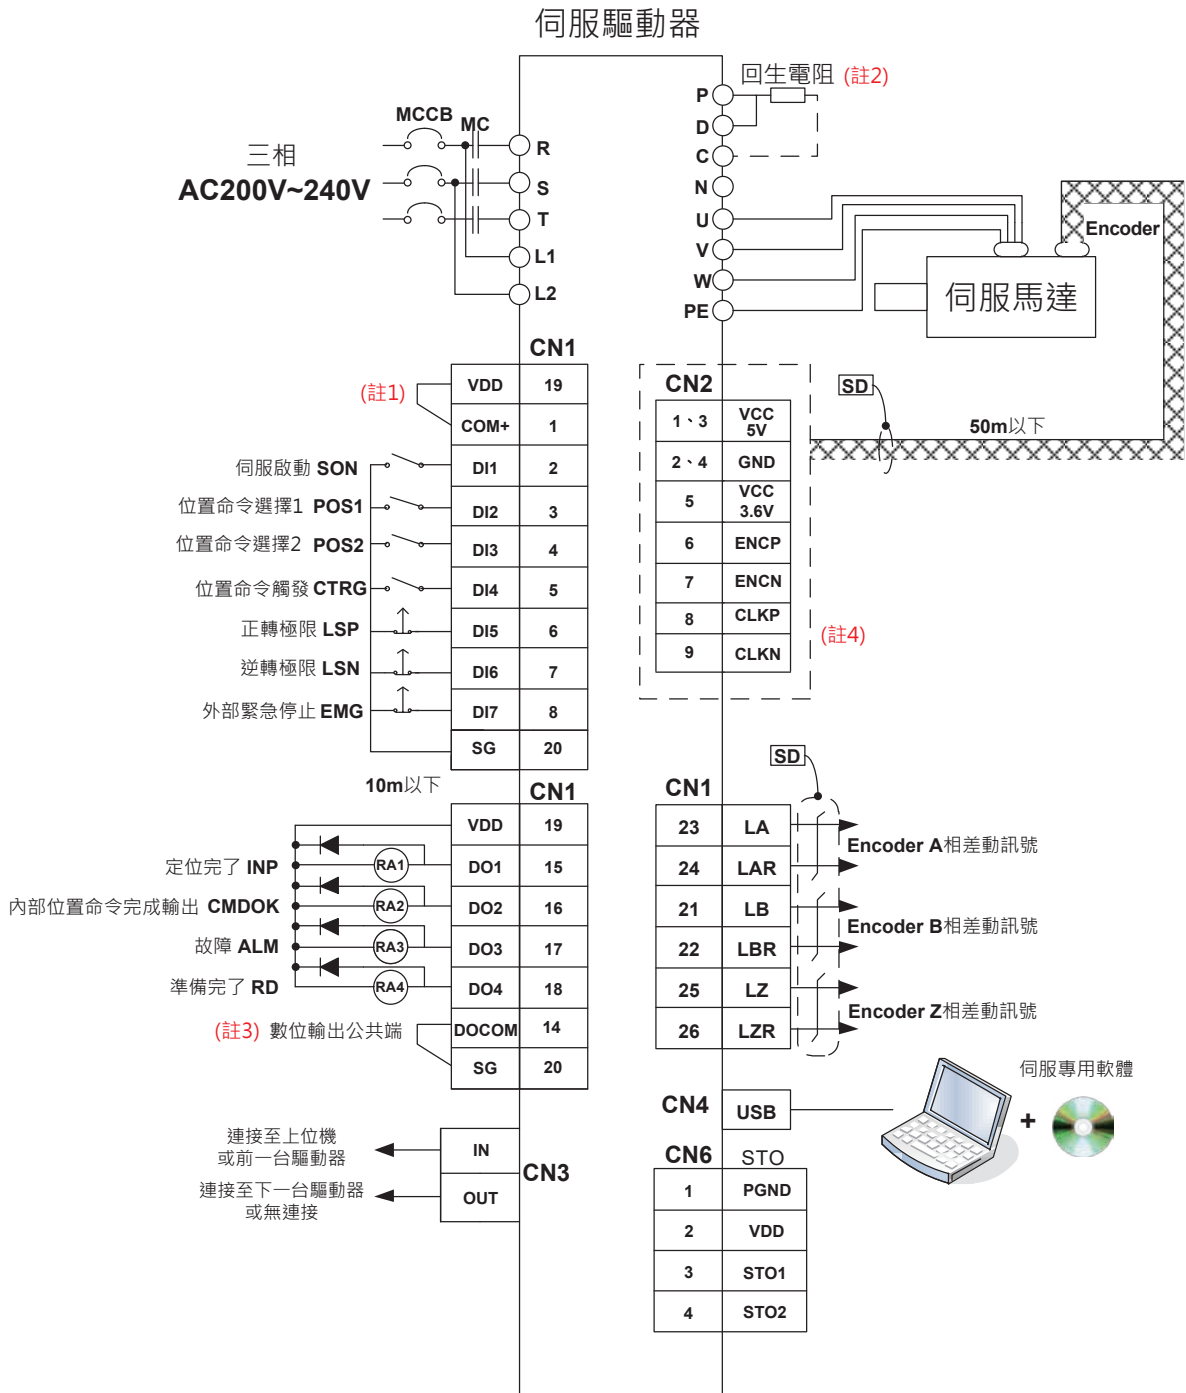 伺服驅動器
MCCB
MC
三相
AC200V~240V
R
S
T
L1
L2
P
D
C
N
U
V
W
PE
回生電阻 (註2)
Encoder
伺服馬達
SD
50m以下
CN1
(註1)
VDD 19
COM+ 1
伺服啟動 SON DI1 2
位置命令選擇1 POS1 DI2 3
位置命令選擇2 POS2 DI3 4
位置命令觸發 CTRG DI4 5
正轉極限 LSP DI5 6
逆轉極限 LSN DI6 7
外部緊急停止 EMG DI7 8
SG 20
10m以下
CN2
1、3 VCC 5V
2、4 GND
5 VCC 3.6V
6 ENCP
7 ENCN
8 CLKP
9 CLKN
(註4)
CN1
VDD 19
定位完了 INP RA1 DO1 15
內部位置命令完成輸出 CMDOK RA2 DO2 16
故障 ALM RA3 DO3 17
準備完了 RD RA4 DO4 18
(註3) 數位輸出公共端 DOCOM 14
SG 20
SD
CN1
23 LA
24 LAR
Encoder A相差動訊號
21 LB
22 LBR
Encoder B相差動訊號
25 LZ
26 LZR
Encoder Z相差動訊號
連接至上位機
或前一台驅動器
IN
連接至下一台驅動器
或無連接
OUT
CN3
CN4 USB
伺服專用軟體
+
CN6 STO
1 PGND
2 VDD
3 STO1
4 STO2